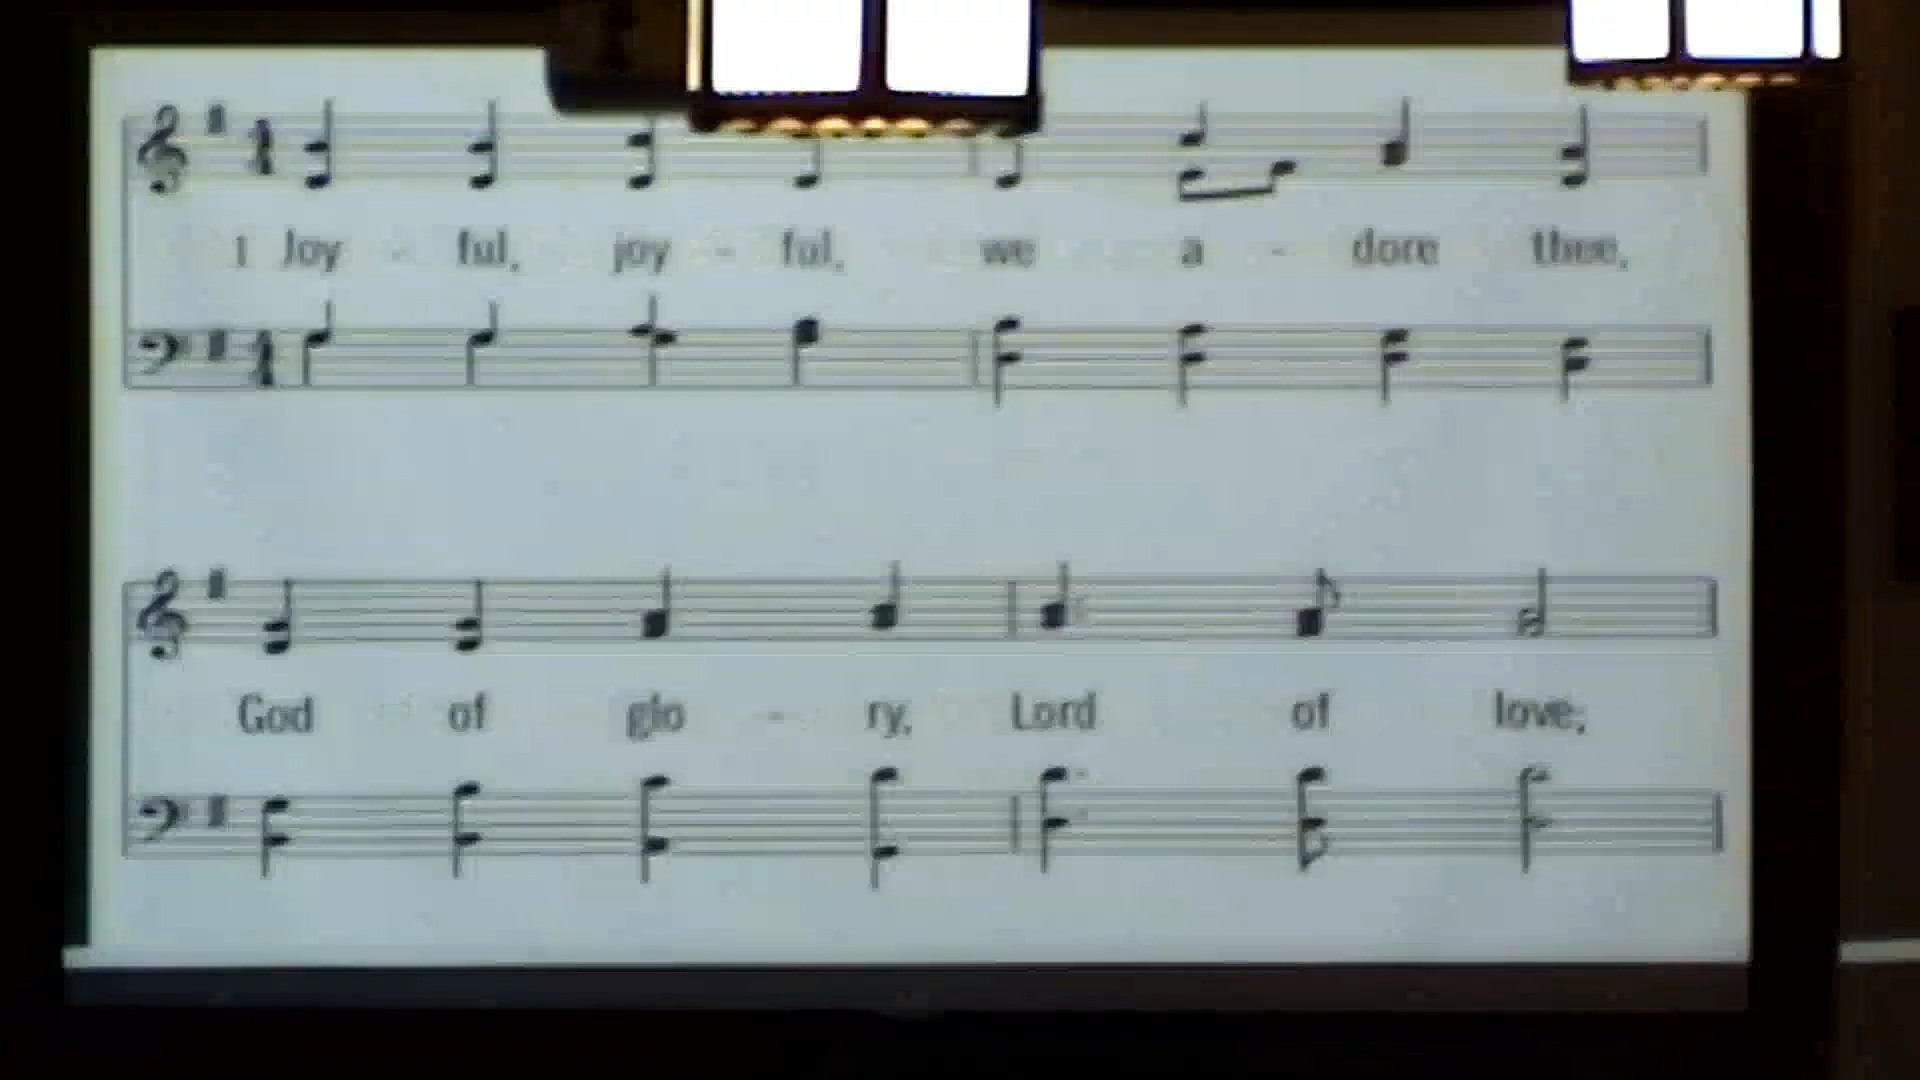 1 Joy - ful, joy - ful, we a - dore thee,
God of glo - ry, Lord of love;